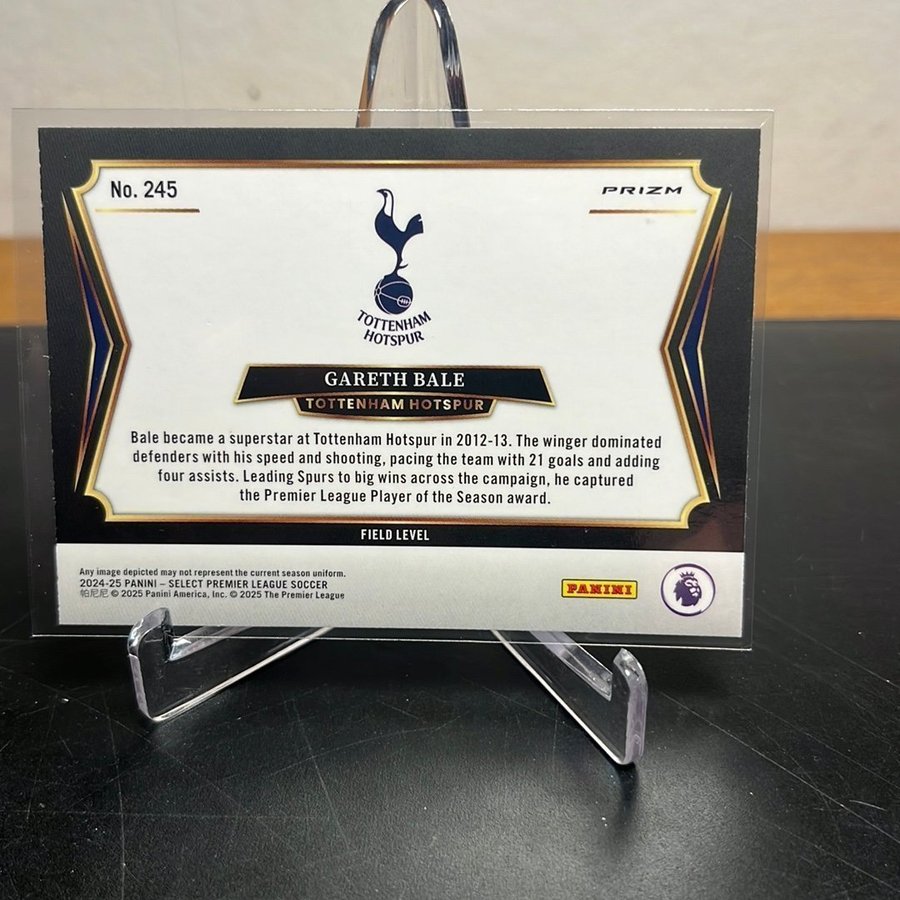 No. 245
PRIZM
TOTTENHAM
HOTSPUR
GARETH BALE
TOTTENHAM HOTSPUR
Bale became a superstar at Tottenham Hotspur in 2012-13. The winger dominated
defenders with his speed and shooting, pacing the team with 21 goals and adding
four assists. Leading Spurs to big wins across the campaign, he captured
the Premier League Player of the Season award.
FIELD LEVEL
Any image depicted may not represent the current season uniform.
2024-25 PANINI – SELECT PREMIER LEAGUE SOCCER
帕尼尼 © 2025 Panini America, Inc. © 2025 The Premier League
PANINI